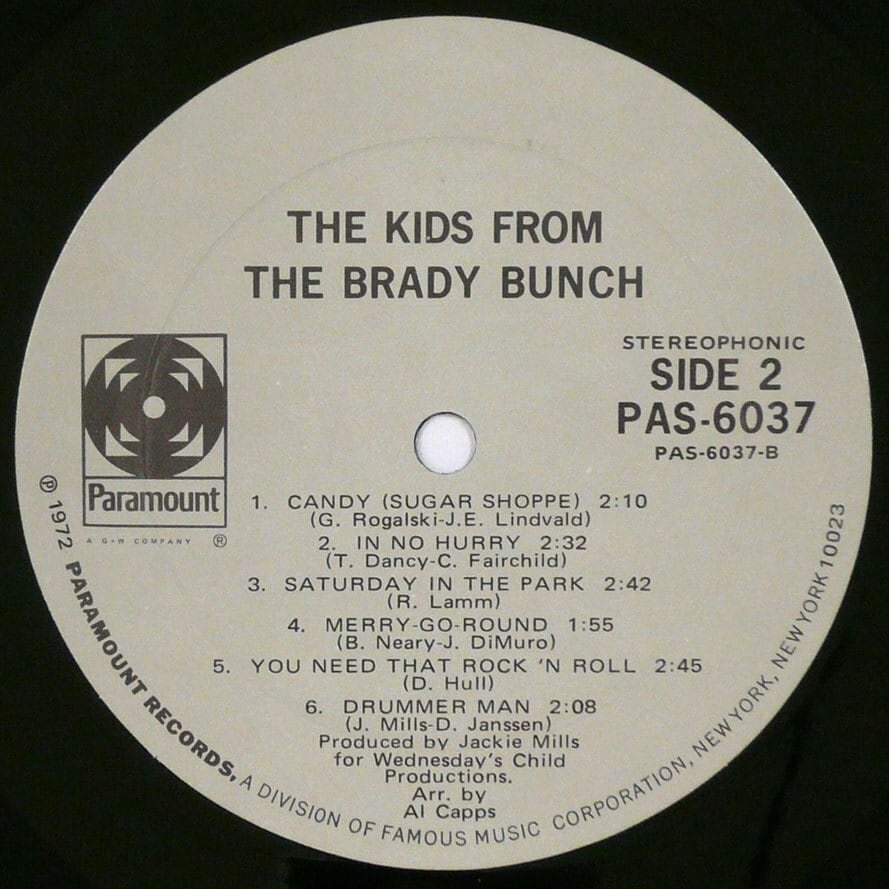 THE KIDS FROM
THE BRADY BUNCH
STEREOPHONIC
SIDE 2
PAS-6037
PAS-6037-B
Paramount
A G+W COMPANY ®
1. CANDY (SUGAR SHOPPE) 2:10
(G. Rogalski-J.E. Lindvald)
2. IN NO HURRY 2:32
(T. Dancy-C. Fairchild)
3. SATURDAY IN THE PARK 2:42
(R. Lamm)
4. MERRY-GO-ROUND 1:55
(B. Neary-J. DiMuro)
5. YOU NEED THAT ROCK 'N ROLL 2:45
(D. Hull)
6. DRUMMER MAN 2:08
(J. Mills-D. Janssen)
Produced by Jackie Mills
for Wednesday's Child
Productions.
Arr. by
Al Capps
℗ 1972 PARAMOUNT RECORDS, A DIVISION OF FAMOUS MUSIC CORPORATION, NEW YORK, NEW YORK 10023